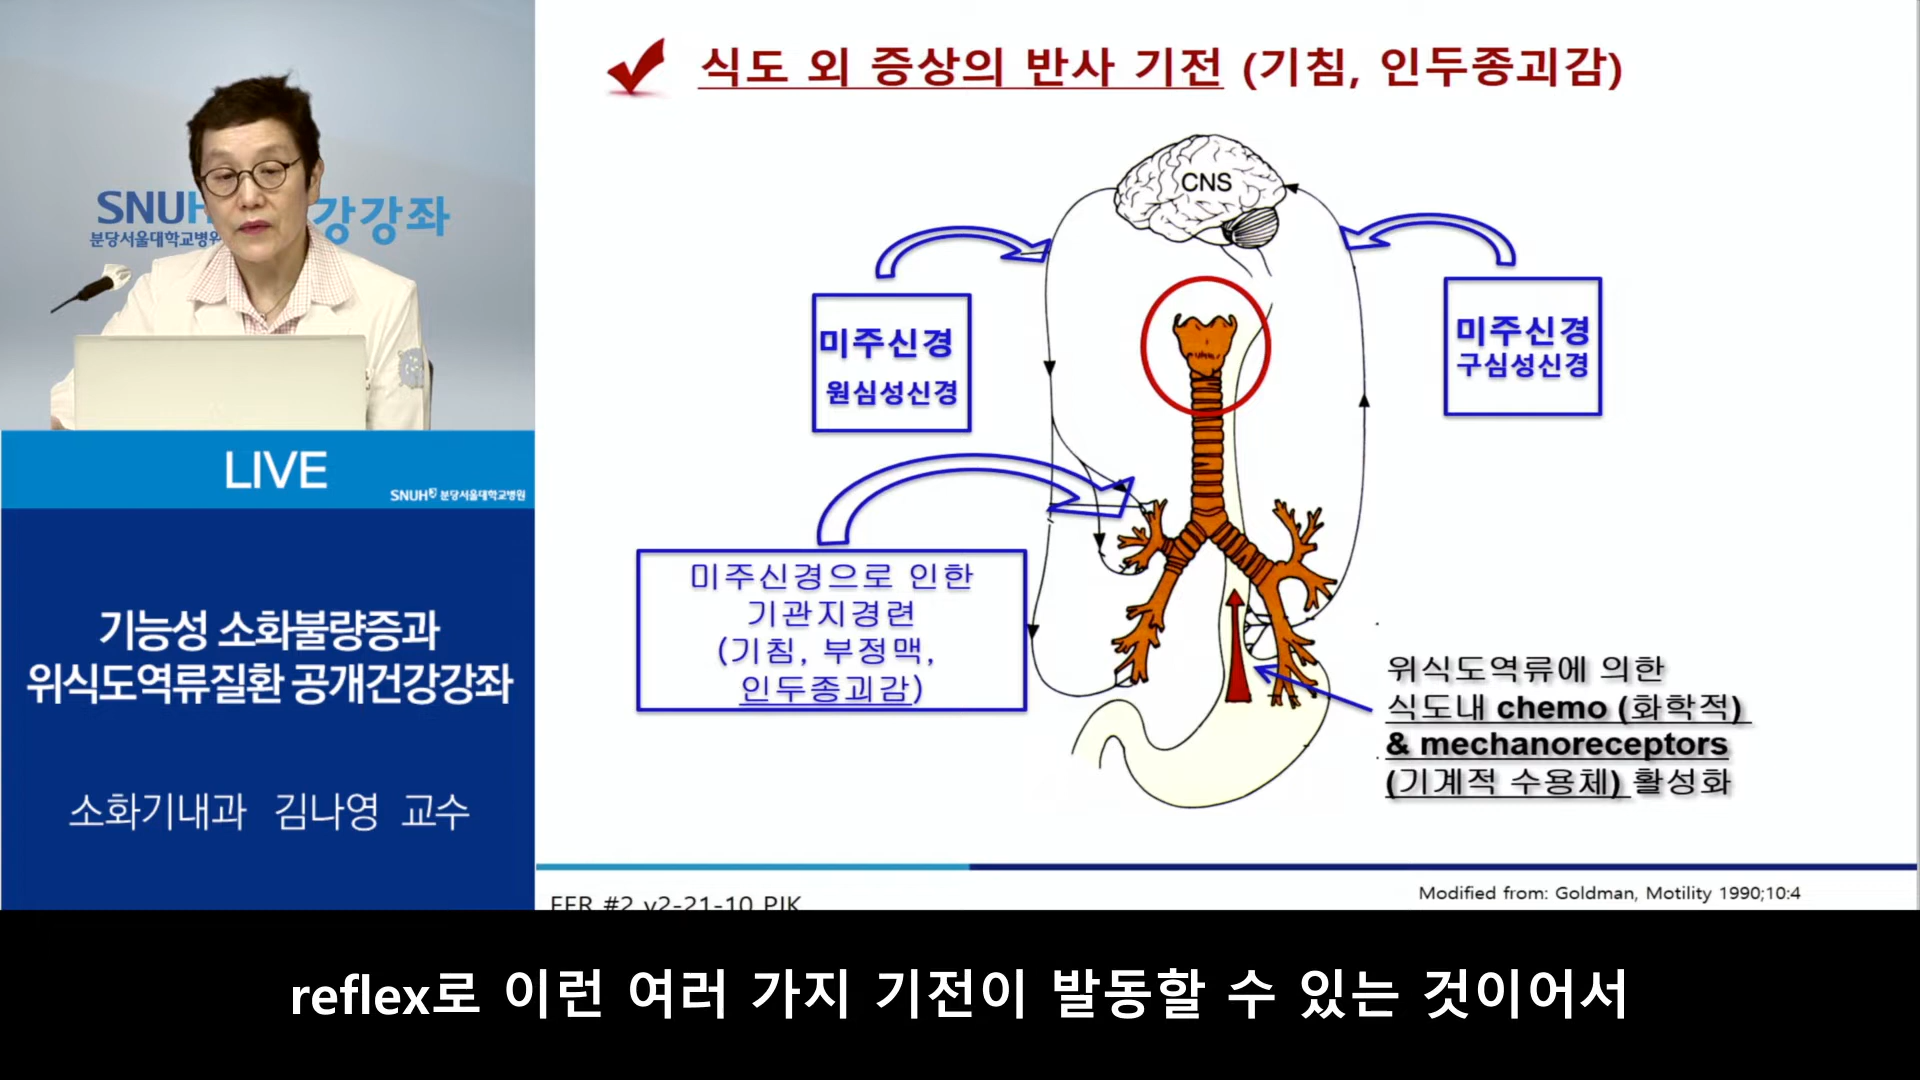 식도 외 증상의 반사 기전 (기침, 인두종괴감)
CNS
미주신경
원심성신경
미주신경
구심성신경
미주신경으로 인한
기관지경련
(기침, 부정맥,
인두종괴감)
위식도역류에 의한
식도내 chemo (화학적)
& mechanoreceptors
(기계적 수용체) 활성화
Modified from: Goldman, Motility 1990;10:4
SNUH
강강좌
분당서울대학교병원
LIVE
SNUH 분당서울대학교병원
기능성 소화불량증과
위식도역류질환 공개건강강좌
소화기내과 김나영 교수
reflex로 이런 여러 가지 기전이 발동할 수 있는 것이어서